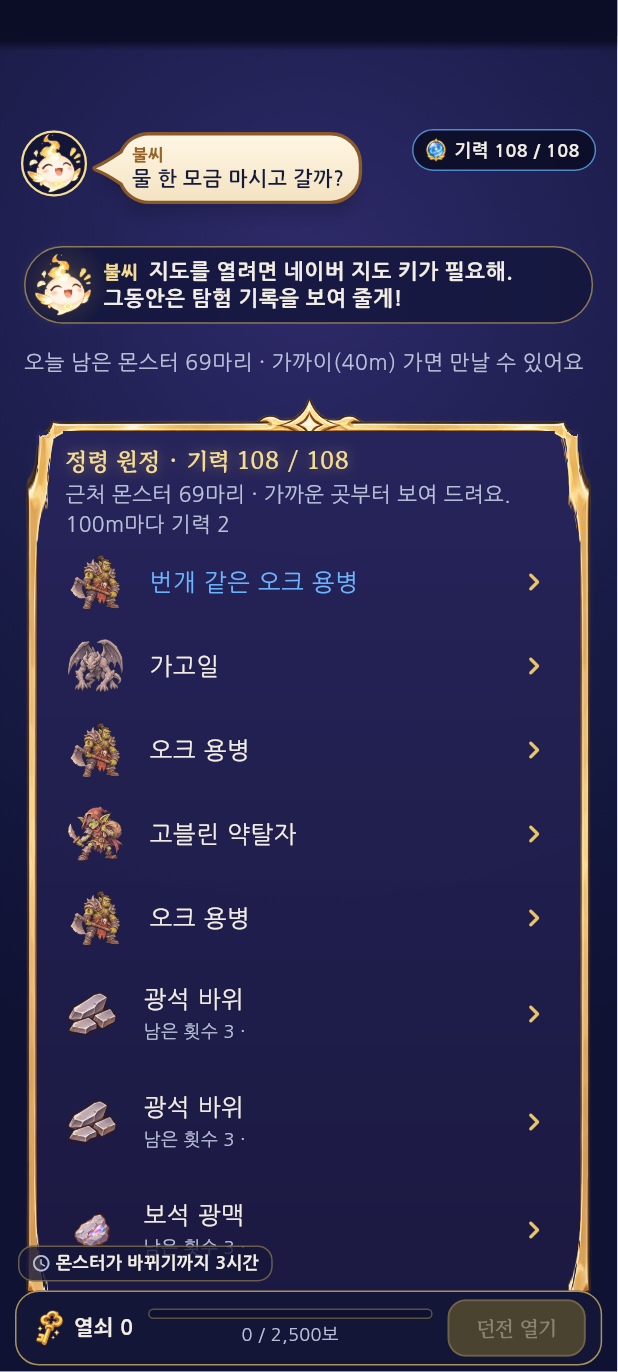 불씨
물 한 모금 마시고 갈까?
기력 108 / 108
불씨 지도를 열려면 네이버 지도 키가 필요해.
그동안은 탐험 기록을 보여 줄게!
오늘 남은 몬스터 69마리 · 가까이(40m) 가면 만날 수 있어요
정령 원정 · 기력 108 / 108
근처 몬스터 69마리 · 가까운 곳부터 보여 드려요.
100m마다 기력 2
번개 같은 오크 용병
가고일
오크 용병
고블린 약탈자
오크 용병
광석 바위
남은 횟수 3 ·
광석 바위
남은 횟수 3 ·
보석 광맥
남은 횟수 3 ·
몬스터가 바뀌기까지 3시간
열쇠 0
0 / 2,500보
던전 열기